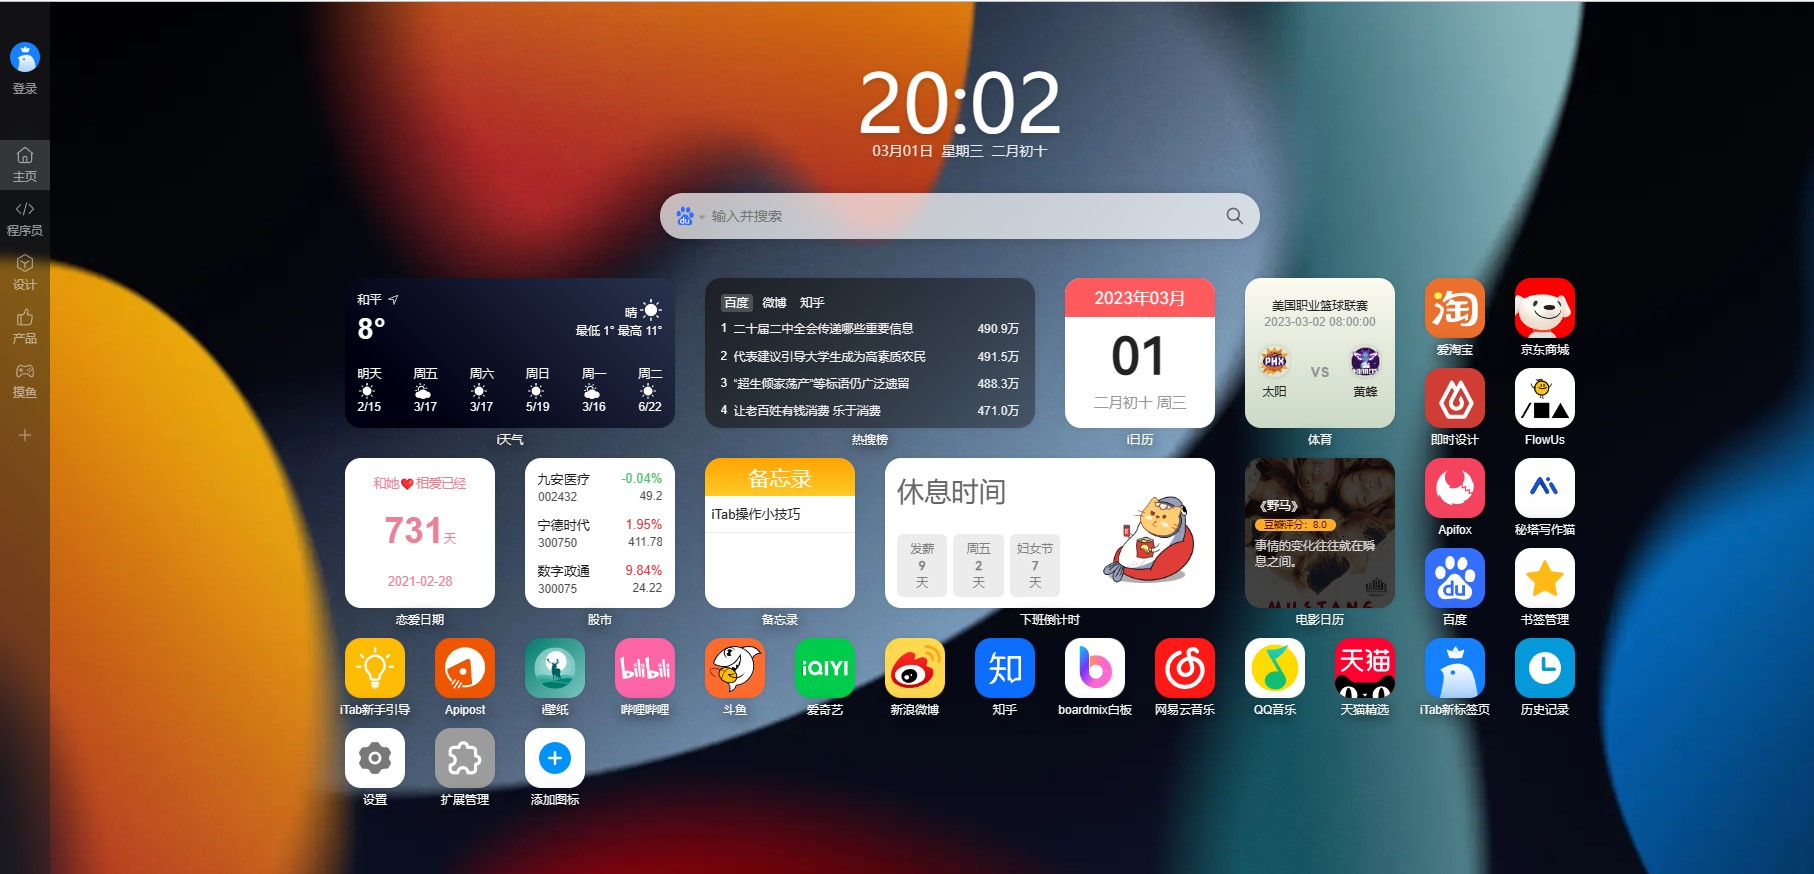 登录
主页
程序员
设计
产品
摸鱼
20:02
03月01日 星期三 二月初十
du 输入并搜索
和平
8°
晴
最低 1° 最高 11°
明天 周五 周六 周日 周一 周二
2/15 3/17 3/17 5/19 3/16 6/22
i天气
百度 微博 知乎
1 二十届二中全会传递哪些重要信息 490.9万
2 代表建议引导大学生成为高素质农民 491.5万
3 “超生倾家荡产”等标语仍广泛遗留 488.3万
4 让老百姓有钱消费 乐于消费 471.0万
热搜榜
2023年03月
01
二月初十 周三
i日历
美国职业篮球联赛
2023-03-02 08:00:00
PHX
VS
太阳 黄蜂
体育
淘
爱淘宝
京东商城
即时设计
FlowUs
和她❤相爱已经
731天
2021-02-28
恋爱日期
九安医疗 -0.04%
002432 49.2
宁德时代 1.95%
300750 411.78
数字政通 9.84%
300075 24.22
股市
备忘录
iTab操作小技巧
备忘录
休息时间
发薪 周五 妇女节
9 2 7
天 天 天
下班倒计时
《野马》
豆瓣评分：8.0
事情的变化往往就在瞬
息之间。
MUSTANG
电影日历
Apifox
秘塔写作猫
du
百度
书签管理
iTab新手引导
Apipost
i壁纸
bilibili
哔哩哔哩
斗鱼
iQIYI
爱奇艺
新浪微博
知
知乎
boardmix白板
网易云音乐
QQ音乐
天猫
天猫精选
iTab新标签页
历史记录
设置
扩展管理
添加图标